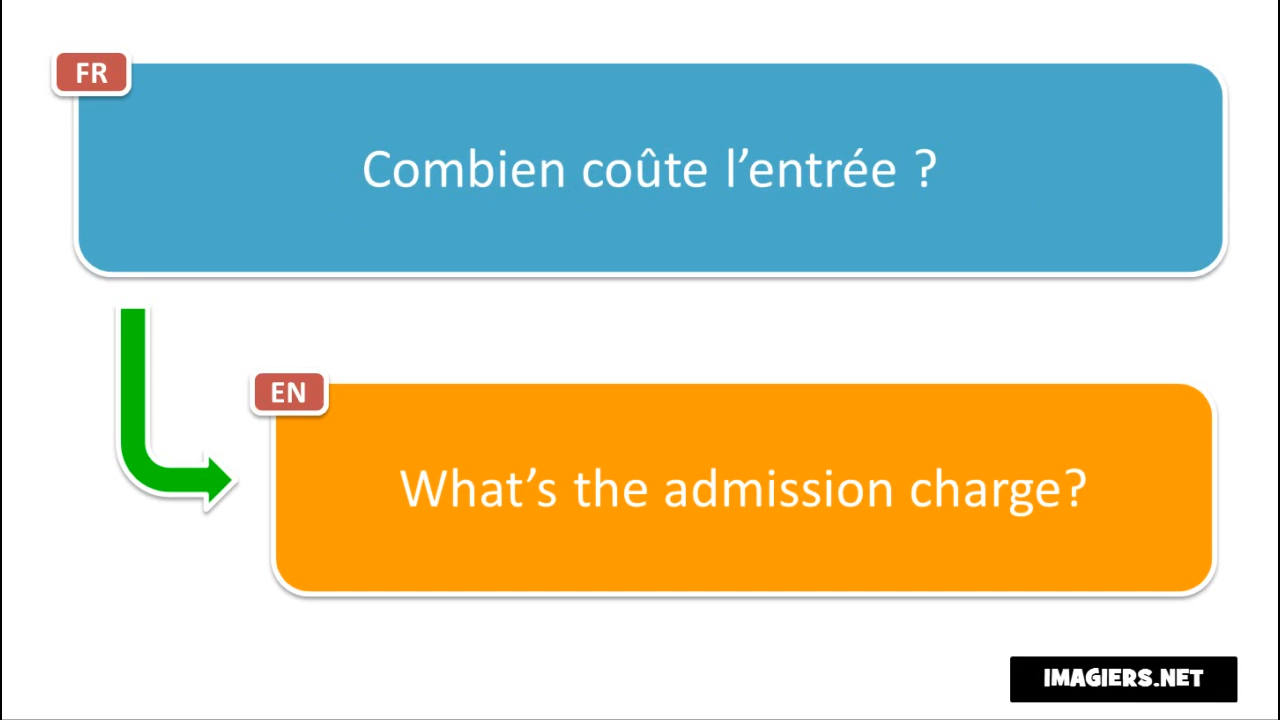 FR
Combien coûte l’entrée ?
EN
What’s the admission charge?
IMAGIERS.NET